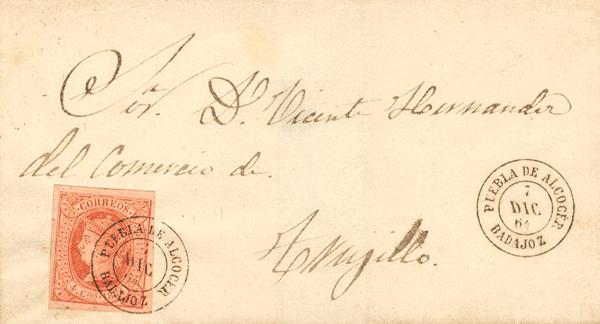 Sor. D. Vicente Hernandez
del Comercio de
Trujillo.
CORREOS
PUEBLA DE ALCOCER
DIC
BADAJOZ
PUEBLA DE ALCOCER
7
DIC
64
BADAJOZ